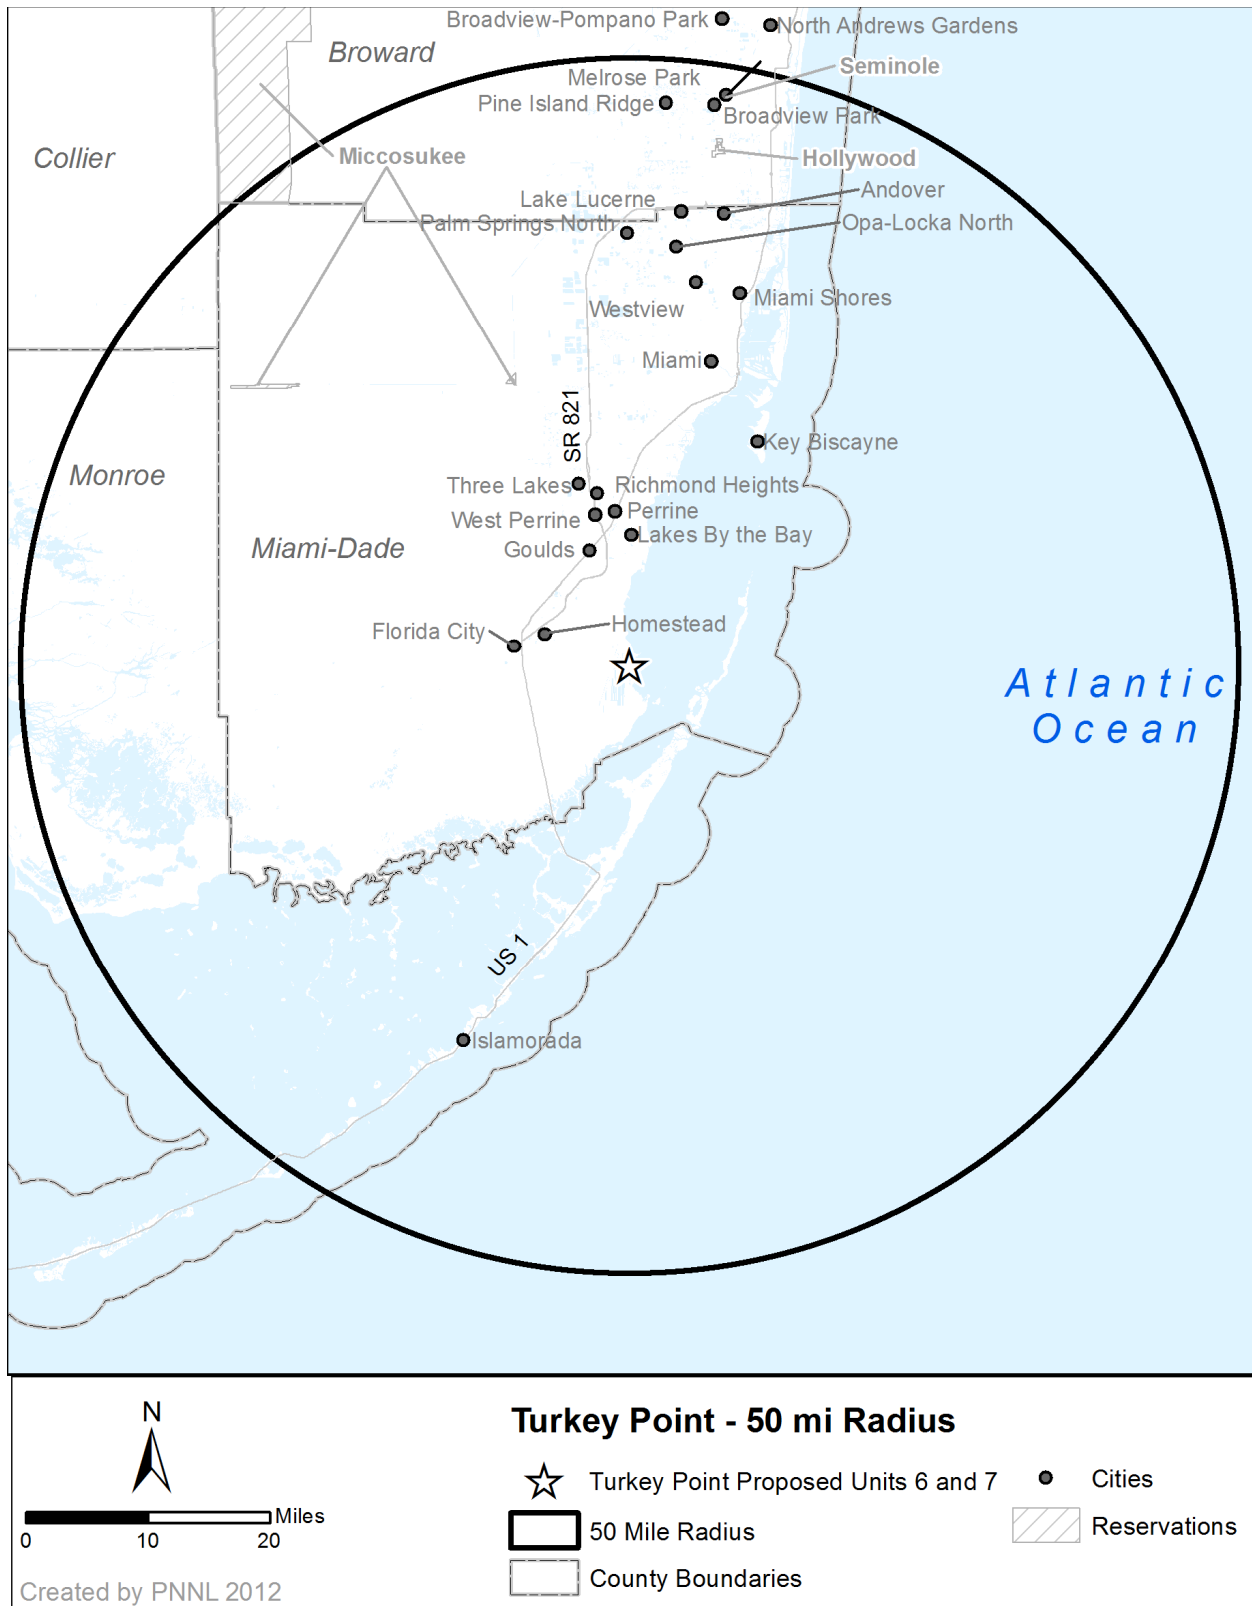 Broadview-Pompano Park
North Andrews Gardens
Broward
Seminole
Melrose Park
Pine Island Ridge
Broadview Park
Collier
Miccosukee
Hollywood
Andover
Lake Lucerne
Palm Springs North
Opa-Locka North
Westview
Miami Shores
Miami
SR 821
Key Biscayne
Monroe
Three Lakes
Richmond Heights
West Perrine
Perrine
Lakes By the Bay
Miami-Dade
Goulds
Florida City
Homestead
Atlantic
Ocean
US 1
Islamorada
N
Miles
0 10 20
Created by PNNL 2012
Turkey Point - 50 mi Radius
Turkey Point Proposed Units 6 and 7
50 Mile Radius
County Boundaries
Cities
Reservations